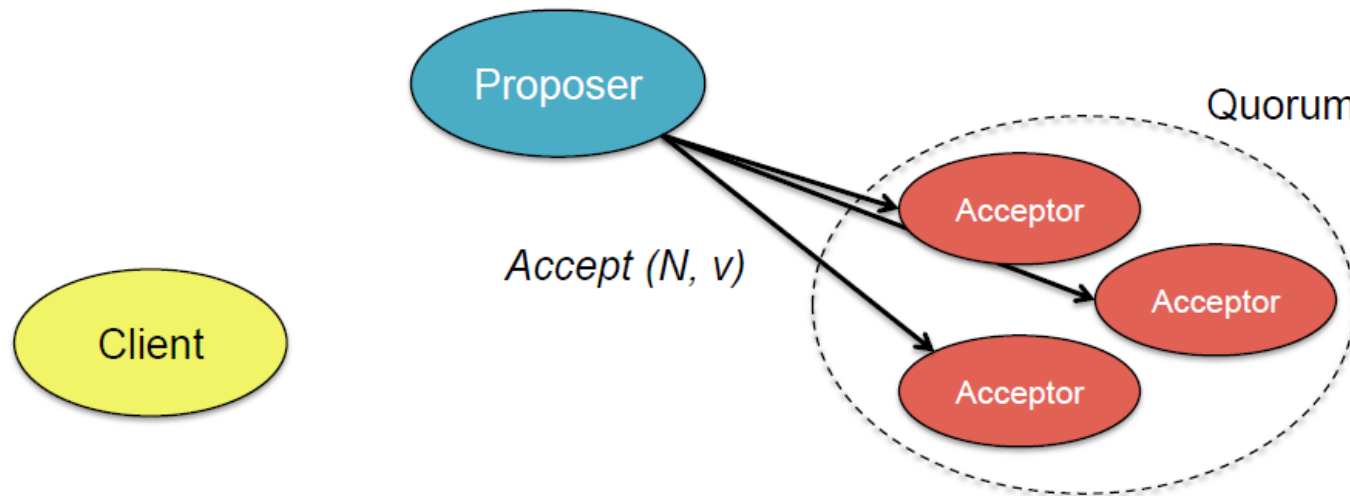 Proposer
Quorum
Acceptor
Accept (N, v)
Acceptor
Client
Acceptor